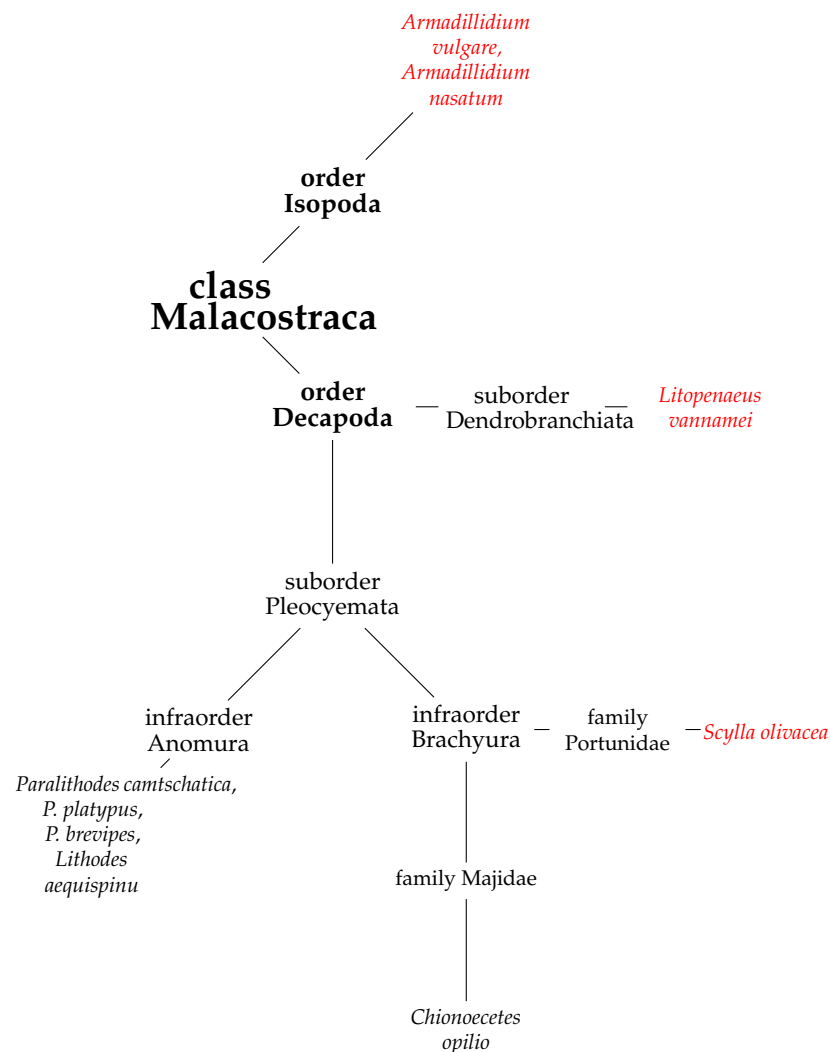 Armadillidium
vulgare,
Armadillidium
nasatum
order
Isopoda
class
Malacostraca
order
Decapoda
suborder
Dendrobranchiata
Litopenaeus
vannamei
suborder
Pleocyemata
infraorder
Anomura
infraorder
Brachyura
family
Portunidae
Scylla olivacea
Paralithodes camtschatica,
P. platypus,
P. brevipes,
Lithodes
aequispinu
family Majidae
Chionoecetes
opilio